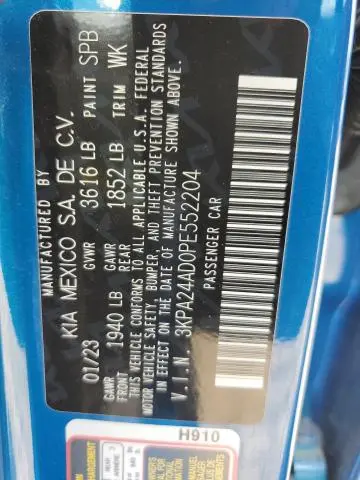 MANUFACTURED BY
KIA MEXICO S.A. DE C.V.
01/23 GVWR 3616 LB PAINT SPB
GAWR FRONT 1940 LB GAWR REAR 1852 LB TRIM WK
THIS VEHICLE CONFORMS TO ALL APPLICABLE U.S.A. FEDERAL
MOTOR VEHICLE SAFETY, BUMPER, AND THEFT PREVENTION STANDARDS
IN EFFECT ON THE DATE OF MANUFACTURE SHOWN ABOVE.
V.I.N. 3KPA24AD0PE552204
PASSENGER CAR
H910